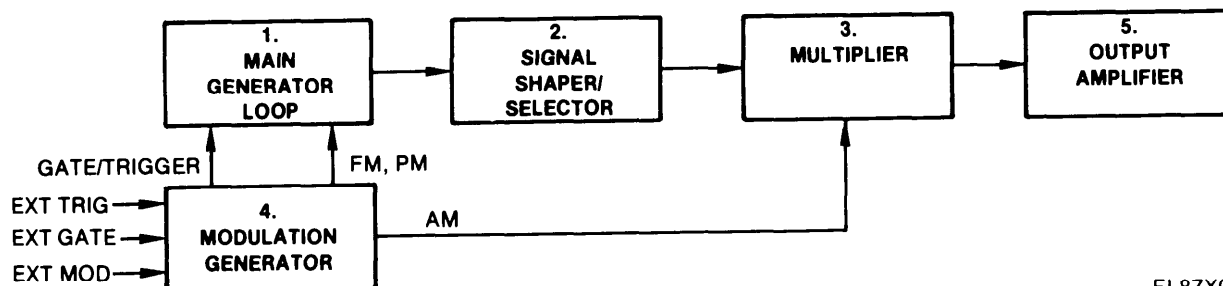 1.
MAIN
GENERATOR
LOOP
2.
SIGNAL
SHAPER/
SELECTOR
3.
MULTIPLIER
5.
OUTPUT
AMPLIFIER
GATE/TRIGGER
FM, PM
EXT TRIG
EXT GATE
EXT MOD
4.
MODULATION
GENERATOR
AM